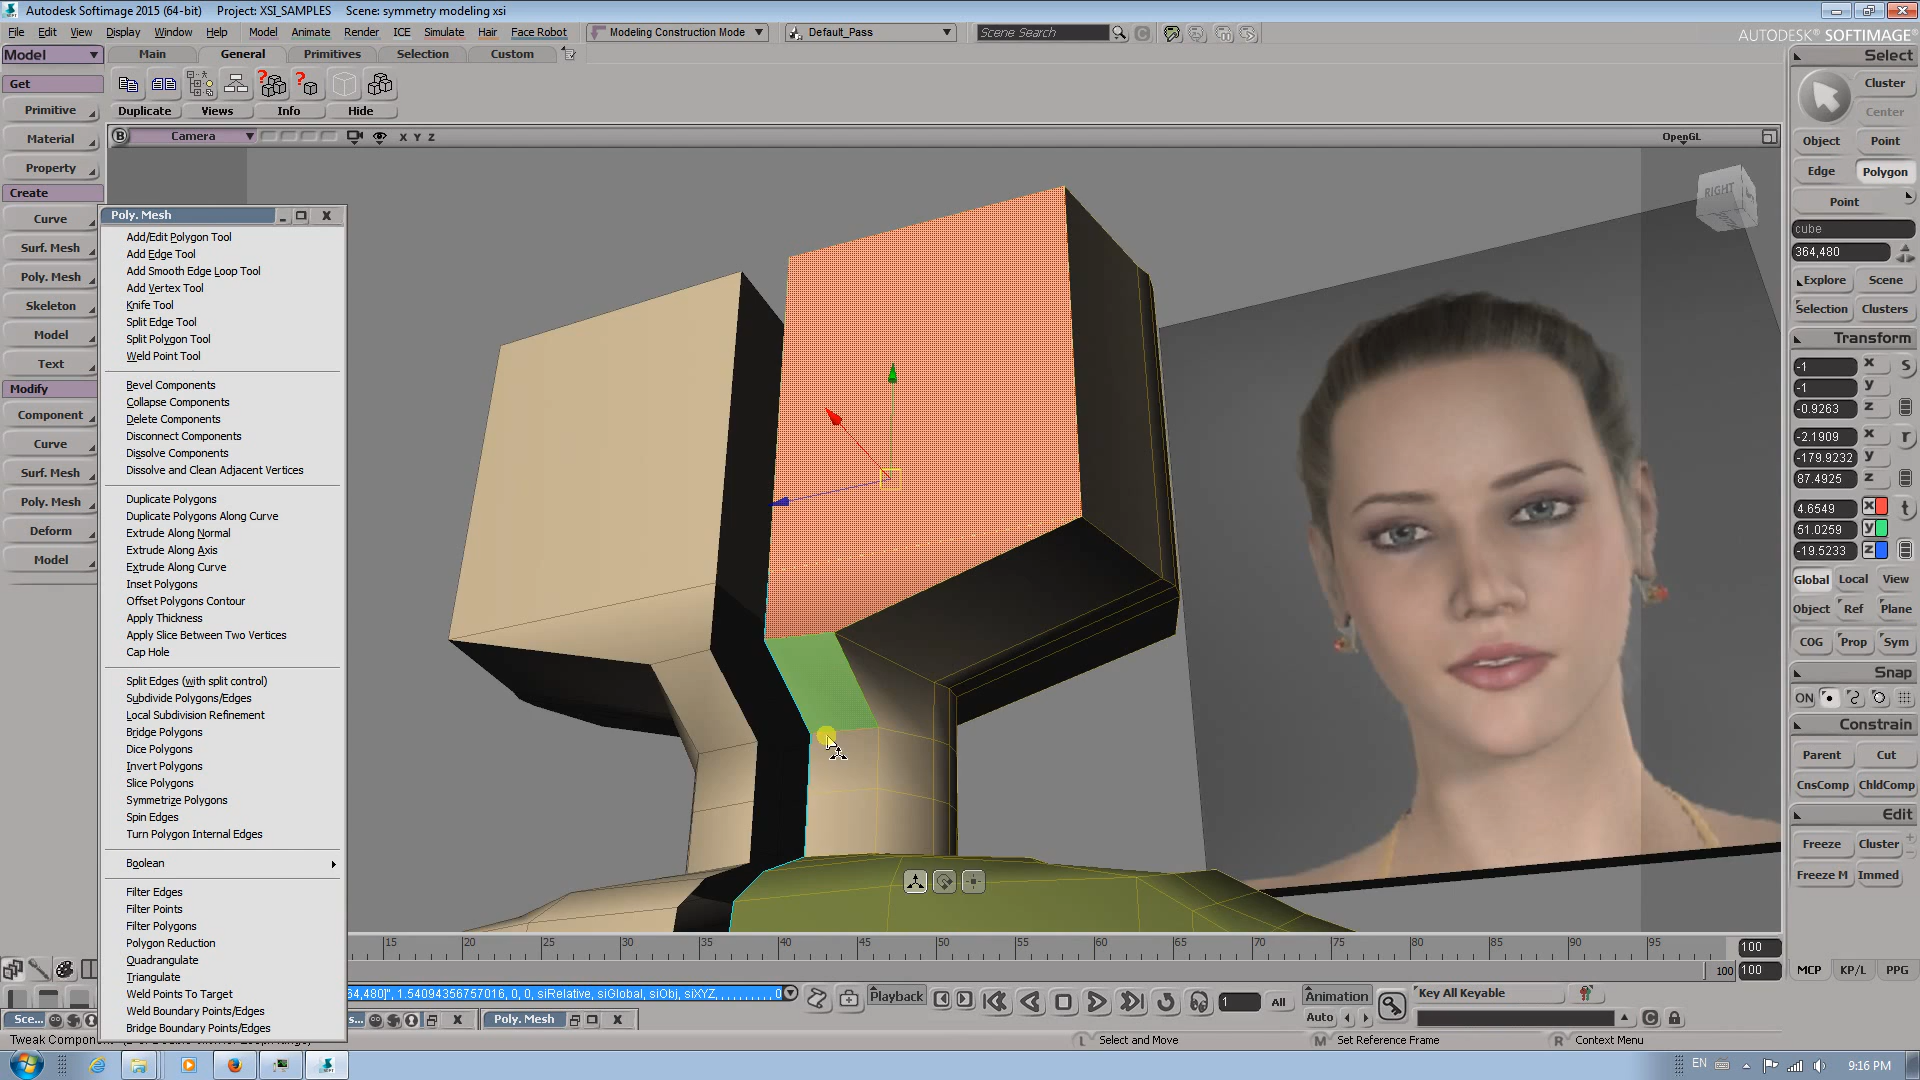 Autodesk Softimage 2015 (64-bit) Project: XSI_SAMPLES Scene: symmetry modeling xsi
File Edit View Display Window Help Model Animate Render ICE Simulate Hair Face Robot Modeling Construction Mode Default_Pass Scene Search AUTODESK® SOFTIMAGE®
Model Main General Primitives Selection Custom
Duplicate Views Info Hide
B Camera X Y Z OpenGL
Get
Primitive
Material
Property
Create
Curve
Surf. Mesh
Poly. Mesh
Skeleton
Model
Text
Modify
Component
Curve
Surf. Mesh
Poly. Mesh
Deform
Model
Poly. Mesh
Add/Edit Polygon Tool
Add Edge Tool
Add Smooth Edge Loop Tool
Add Vertex Tool
Knife Tool
Split Edge Tool
Split Polygon Tool
Weld Point Tool
Bevel Components
Collapse Components
Delete Components
Disconnect Components
Dissolve Components
Dissolve and Clean Adjacent Vertices
Duplicate Polygons
Duplicate Polygons Along Curve
Extrude Along Normal
Extrude Along Axis
Extrude Along Curve
Inset Polygons
Offset Polygons Contour
Apply Thickness
Apply Slice Between Two Vertices
Cap Hole
Split Edges (with split control)
Subdivide Polygons/Edges
Local Subdivision Refinement
Bridge Polygons
Dice Polygons
Invert Polygons
Slice Polygons
Symmetrize Polygons
Spin Edges
Turn Polygon Internal Edges
Boolean
Filter Edges
Filter Points
Filter Polygons
Polygon Reduction
Quadrangulate
Triangulate
Weld Points To Target
Weld Boundary Points/Edges
Bridge Boundary Points/Edges
RIGHT
Select
Cluster
Center
Object Point
Edge Polygon
Point
cube
364,480
Explore Scene
Selection Clusters
Transform
-1 x s
-1 y
-0.9263 z
-2.1909 x r
-179.9232 y
87.4925 z
4.6549 x t
51.0259 y
-19.5233 z
Global Local View
Object Ref Plane
COG Prop Sym
Snap
ON
Constrain
Parent Cut
CnsComp ChldComp
Edit
Freeze Cluster
Freeze M Immed
15 20 25 30 35 40 45 50 55 60 65 70 75 80 85 90 95 100
100 100
MCP KP/L PPG
64,480]", 1.54094356757016, 0, 0, siRelative, siGlobal, siObj, siXYZ, , , , , , , , , , 0
Playback 1 All Animation Key All Keyable
Auto
Sce... s... Poly. Mesh
Tweak Compon
L Select and Move M Set Reference Frame R Context Menu
EN 9:16 PM